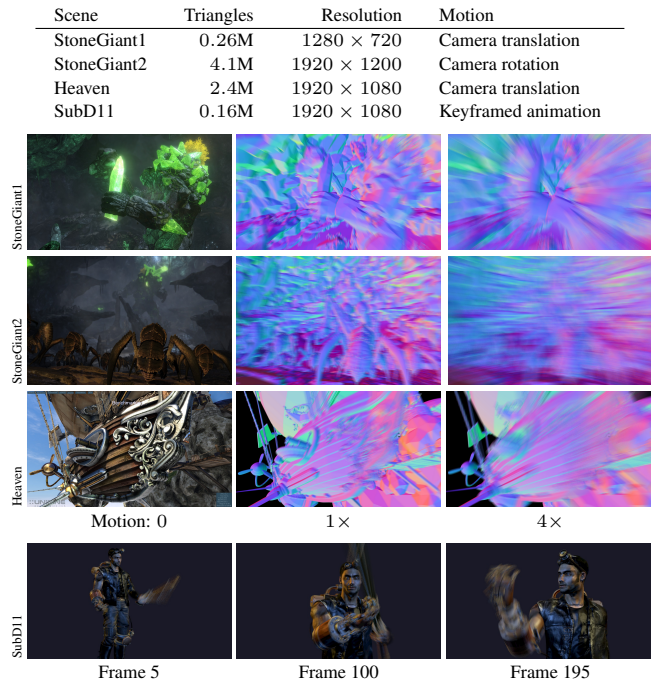 Scene Triangles Resolution Motion
StoneGiant1 0.26M 1280 × 720 Camera translation
StoneGiant2 4.1M 1920 × 1200 Camera rotation
Heaven 2.4M 1920 × 1080 Camera translation
SubD11 0.16M 1920 × 1080 Keyframed animation
StoneGiant1
StoneGiant2
Heaven
Motion: 0 1× 4×
SubD11
Frame 5 Frame 100 Frame 195